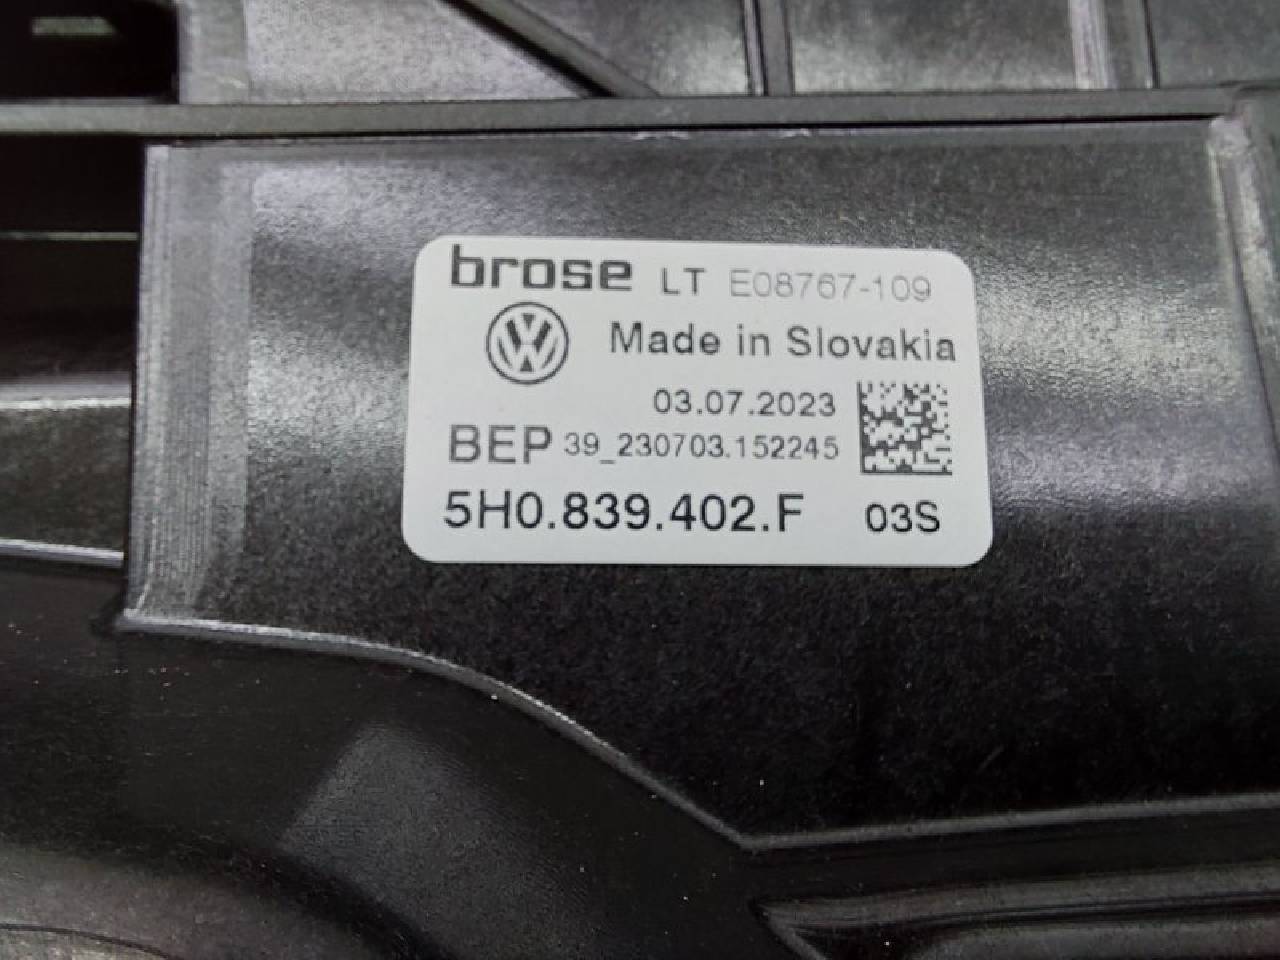 brose LT E08767-109
Made in Slovakia
03.07.2023
BEP 39_230703.152245
5H0.839.402.F 03S